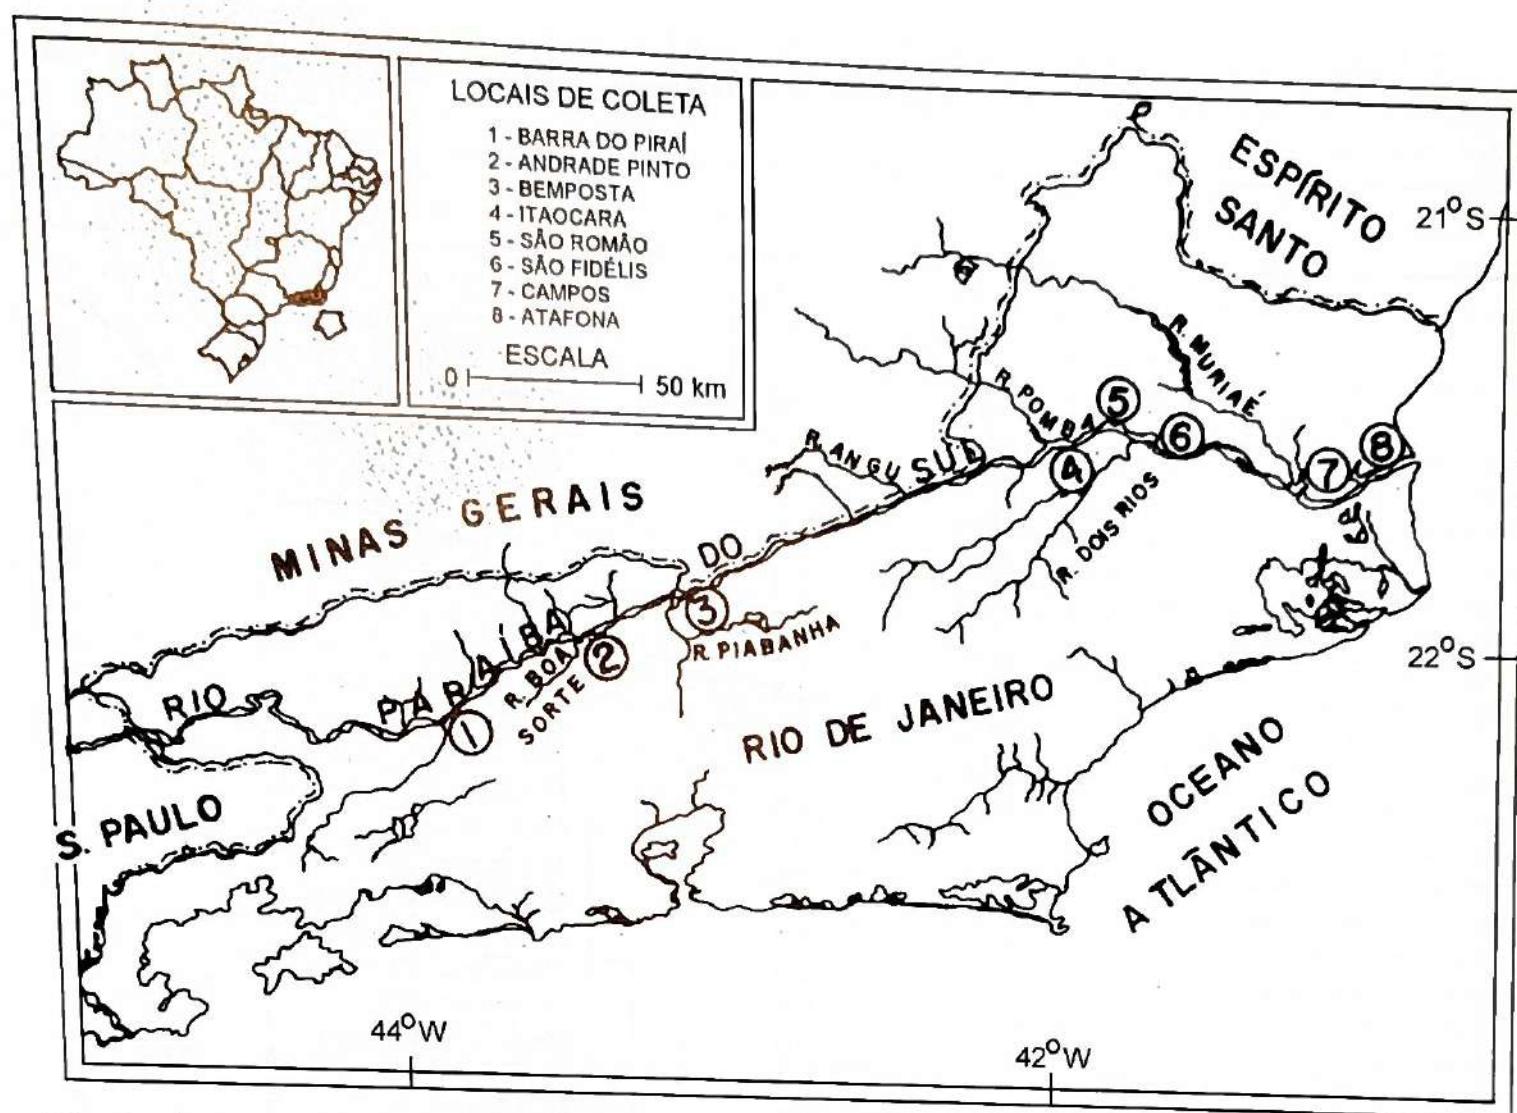 LOCAIS DE COLETA
1 - BARRA DO PIRAÍ
2 - ANDRADE PINTO
3 - BEMPOSTA
4 - ITAOCARA
5 - SÃO ROMÃO
6 - SÃO FIDÉLIS
7 - CAMPOS
8 - ATAFONA
ESCALA
0 50 km
ESPÍRITO
SANTO
21°S
R. MURIAÉ
R. POMBA
5
6
4
7
8
R. ANGU
R. DOIS RIOS
MINAS GERAIS
RIO PARAÍBA DO SUL
3
R. PIABANHA
2
R. BOA
SORTE
1
22°S
RIO DE JANEIRO
S. PAULO
OCEANO
ATLÂNTICO
44°W
42°W